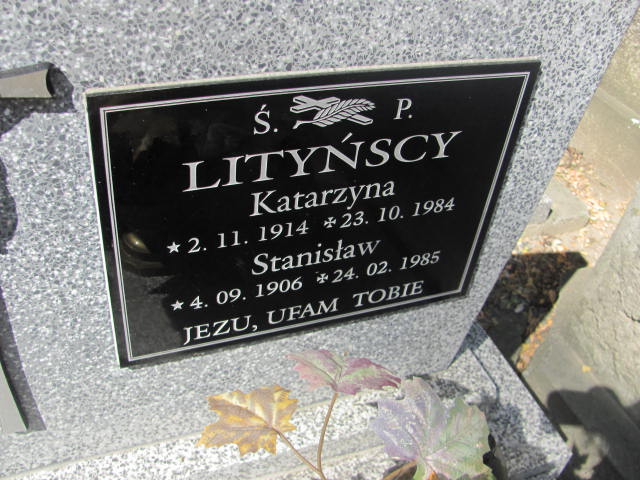 Ś. P.
LITYŃSCY
Katarzyna
★ 2. 11. 1914 ✠ 23. 10. 1984
Stanisław
★ 4. 09. 1906 ✠ 24. 02. 1985
JEZU, UFAM TOBIE